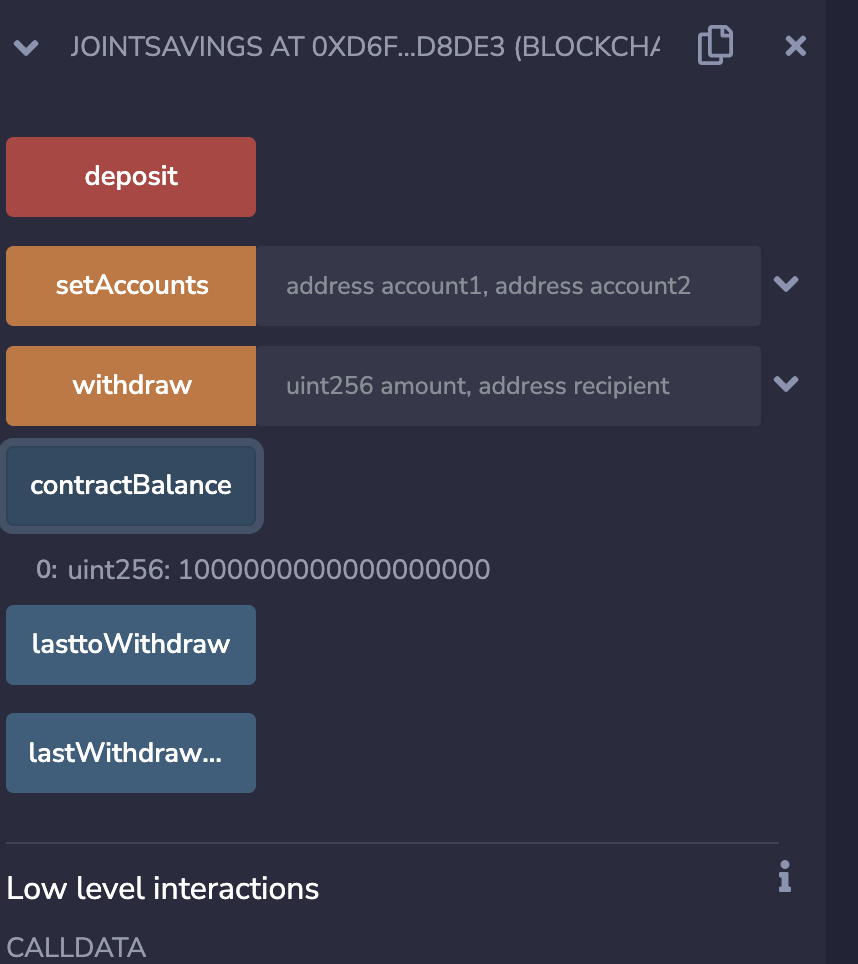 JOINTSAVINGS AT 0XD6F...D8DE3 (BLOCKCHA
deposit
setAccounts address account1, address account2
withdraw uint256 amount, address recipient
contractBalance
0: uint256: 1000000000000000000
lasttoWithdraw
lastWithdraw...
Low level interactions
CALLDATA